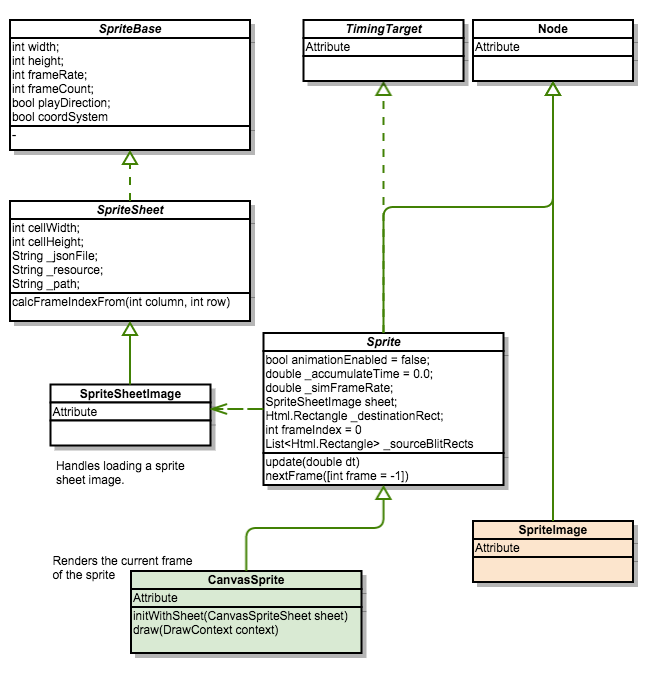 SpriteBase
int width;
int height;
int frameRate;
int frameCount;
bool playDirection;
bool coordSystem
-
TimingTarget
Attribute
Node
Attribute
SpriteSheet
int cellWidth;
int cellHeight;
String _jsonFile;
String _resource;
String _path;
calcFrameIndexFrom(int column, int row)
Sprite
bool animationEnabled = false;
double _accumulateTime = 0.0;
double _simFrameRate;
SpriteSheetImage sheet;
Html.Rectangle _destinationRect;
int frameIndex = 0
List<Html.Rectangle> _sourceBlitRects
update(double dt)
nextFrame([int frame = -1])
SpriteSheetImage
Attribute
Handles loading a sprite
sheet image.
SpriteImage
Attribute
Renders the current frame
of the sprite
CanvasSprite
Attribute
initWithSheet(CanvasSpriteSheet sheet)
draw(DrawContext context)